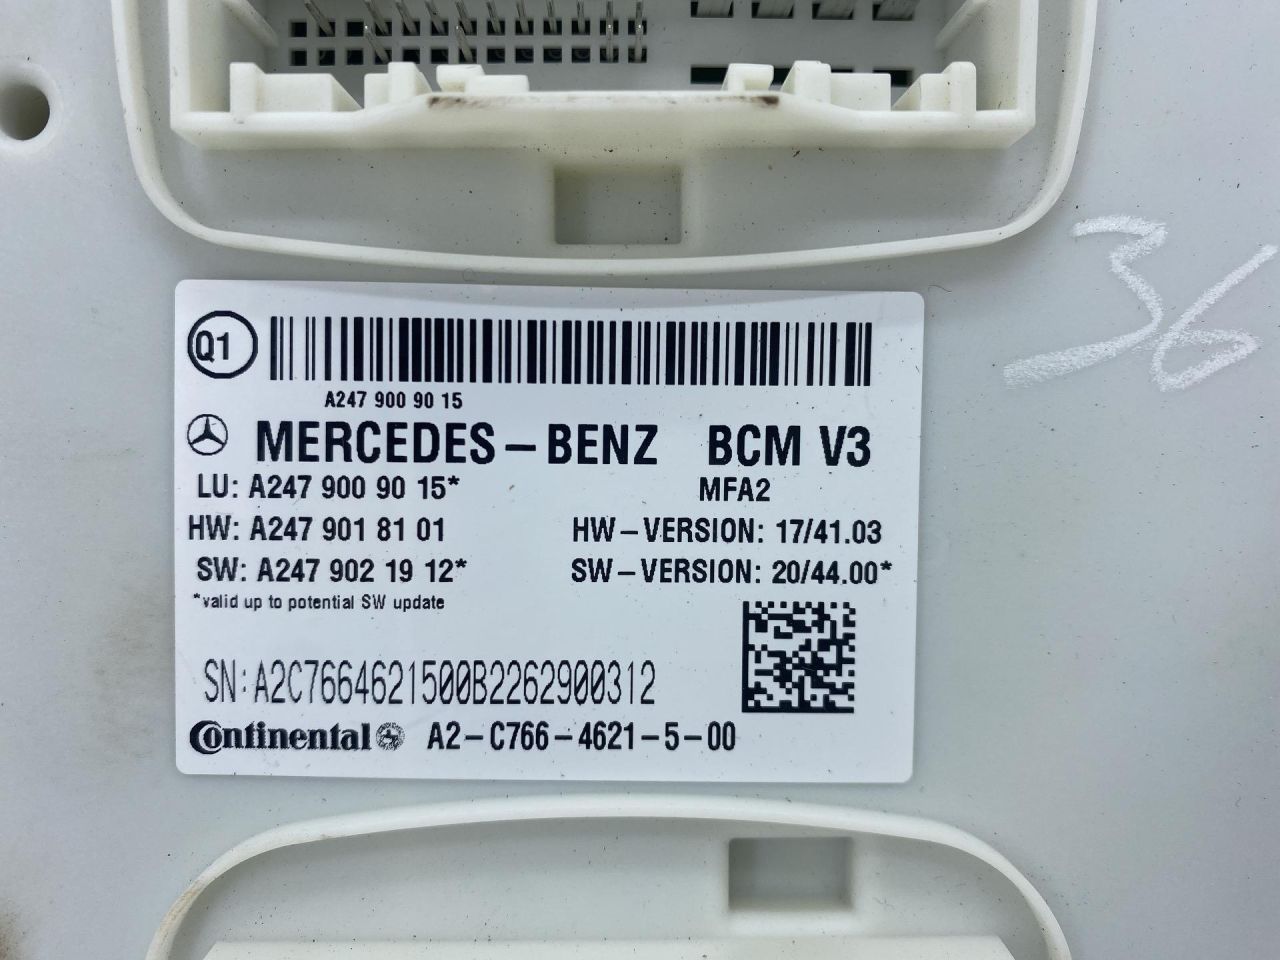 36
Q1
A247 900 90 15
MERCEDES-BENZ BCM V3
LU: A247 900 90 15* MFA2
HW: A247 901 81 01 HW-VERSION: 17/41.03
SW: A247 902 19 12* SW-VERSION: 20/44.00*
*valid up to potential SW update
SN:A2C7664621500B2262900312
Continental A2-C766-4621-5-00